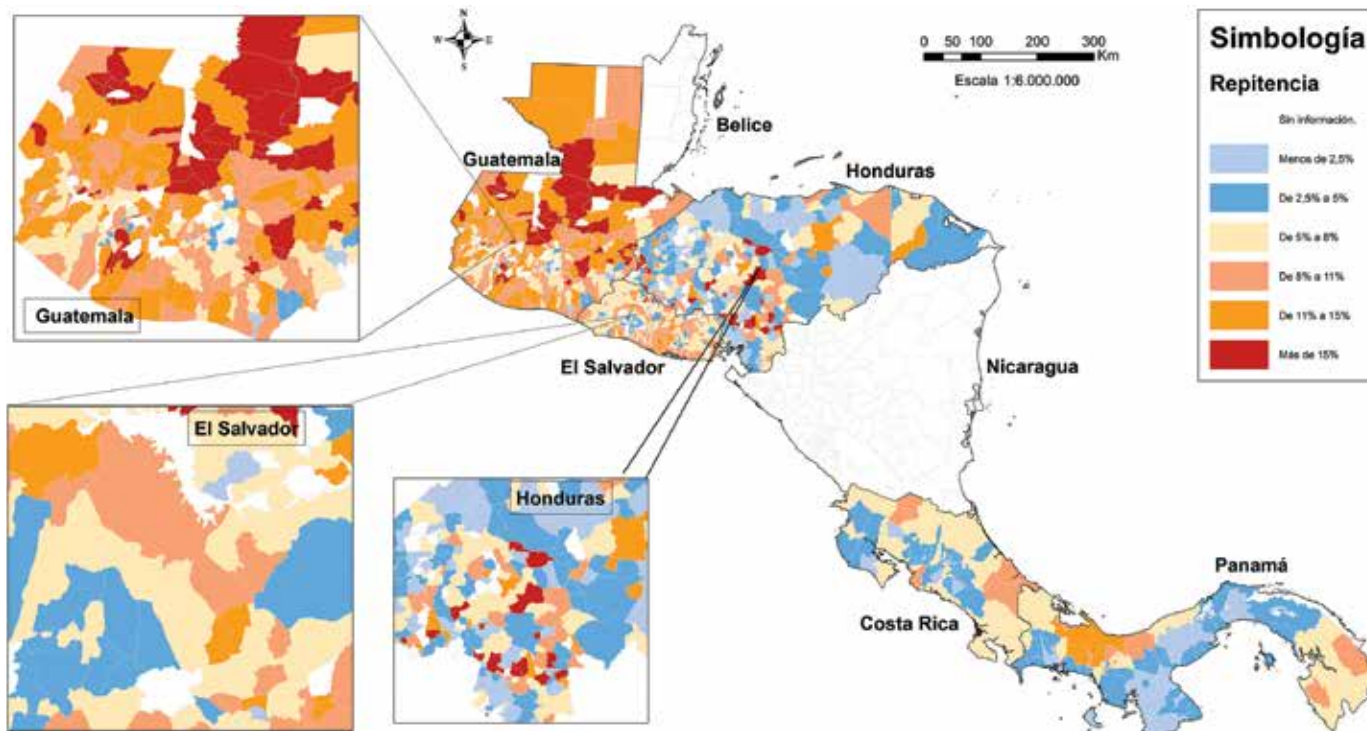 N
W E
S
0 50 100 200 300
Km
Escala 1:6.000.000
Simbología
Repitencia
Sin información.
Menos de 2,5%
De 2,5% a 5%
De 5% a 8%
De 8% a 11%
De 11% a 15%
Más de 15%
Belice
Guatemala
Honduras
Guatemala
El Salvador
Nicaragua
El Salvador
Honduras
Panamá
Costa Rica